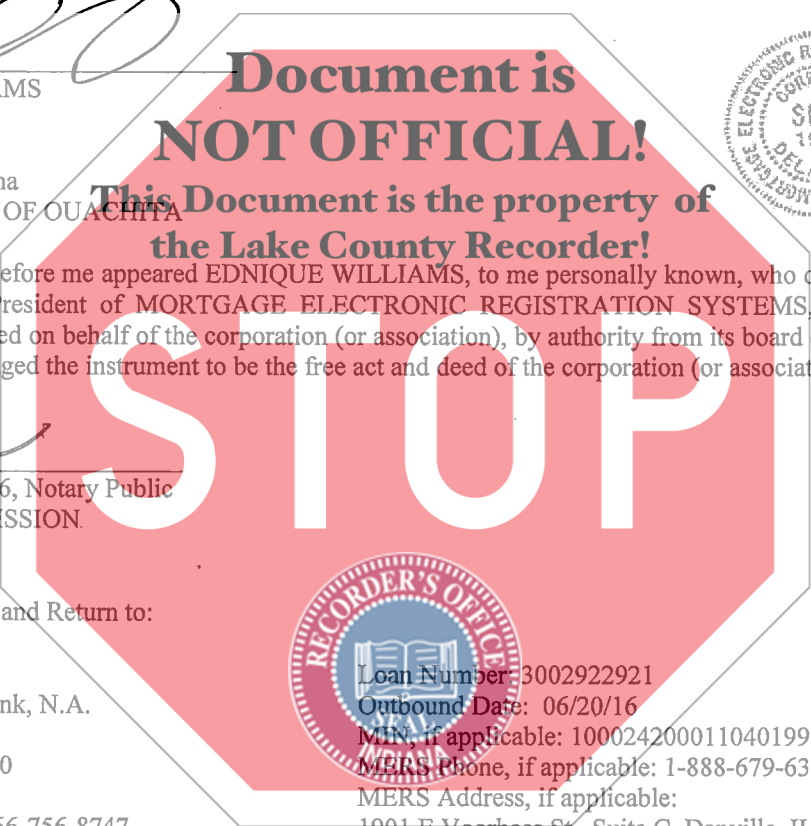 Document is
NOT OFFICIAL!
This Document is the property of
the Lake County Recorder!
AMS
na
OF OUACHITA
efore me appeared EDNIQUE WILLIAMS, to me personally known, who
resident of MORTGAGE ELECTRONIC REGISTRATION SYSTEMS,
ed on behalf of the corporation (or association), by authority from its board
ged the instrument to be the free act and deed of the corporation (or associat
STOP
6, Notary Public
SSION.
and Return to:
RECORDER'S OFFICE
SEAL
INDIANA
nk, N.A.
0
Loan Number: 3002922921
Outbound Date: 06/20/16
MIN, if applicable: 100024200011040199
MERS Phone, if applicable: 1-888-679-63
MERS Address, if applicable: